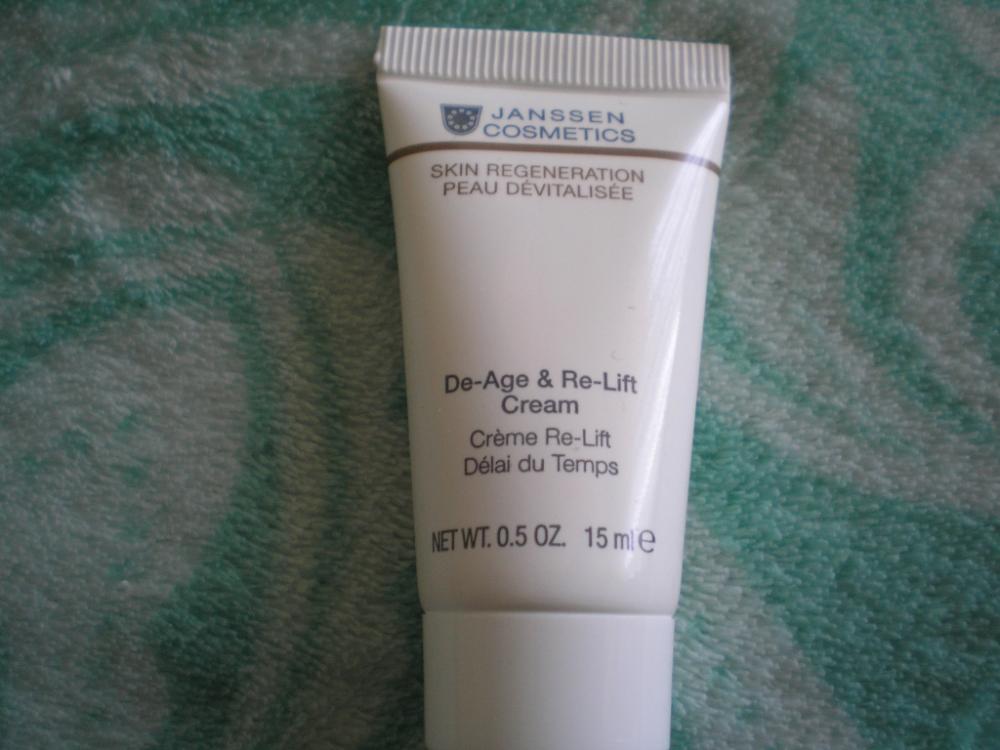 JANSSEN
COSMETICS
SKIN REGENERATION
PEAU DÉVITALISÉE
De-Age & Re-Lift
Cream
Crème Re-Lift
Délai du Temps
NET WT. 0.5 OZ. 15 ml e